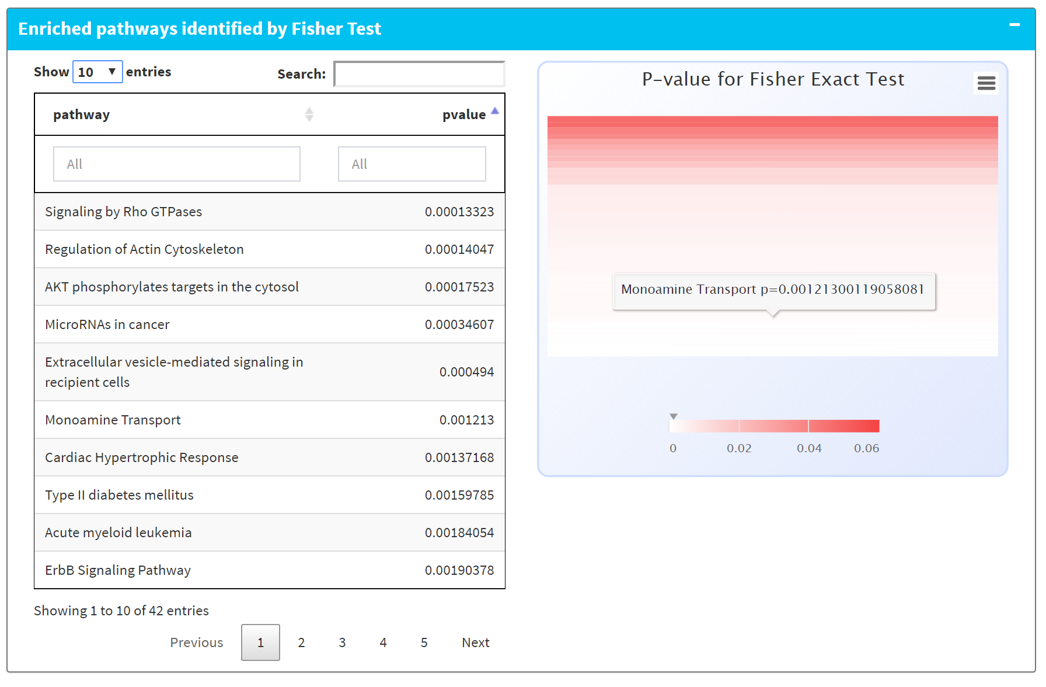 Enriched pathways identified by Fisher Test
Show 10 entries
Search:
pathway pvalue
All All
Signaling by Rho GTPases 0.00013323
Regulation of Actin Cytoskeleton 0.00014047
AKT phosphorylates targets in the cytosol 0.00017523
MicroRNAs in cancer 0.00034607
Extracellular vesicle-mediated signaling in
recipient cells 0.000494
Monoamine Transport 0.001213
Cardiac Hypertrophic Response 0.00137168
Type II diabetes mellitus 0.00159785
Acute myeloid leukemia 0.00184054
ErbB Signaling Pathway 0.00190378
Showing 1 to 10 of 42 entries
Previous 1 2 3 4 5 Next
P-value for Fisher Exact Test
Monoamine Transport p=0.00121300119058081
0 0.02 0.04 0.06